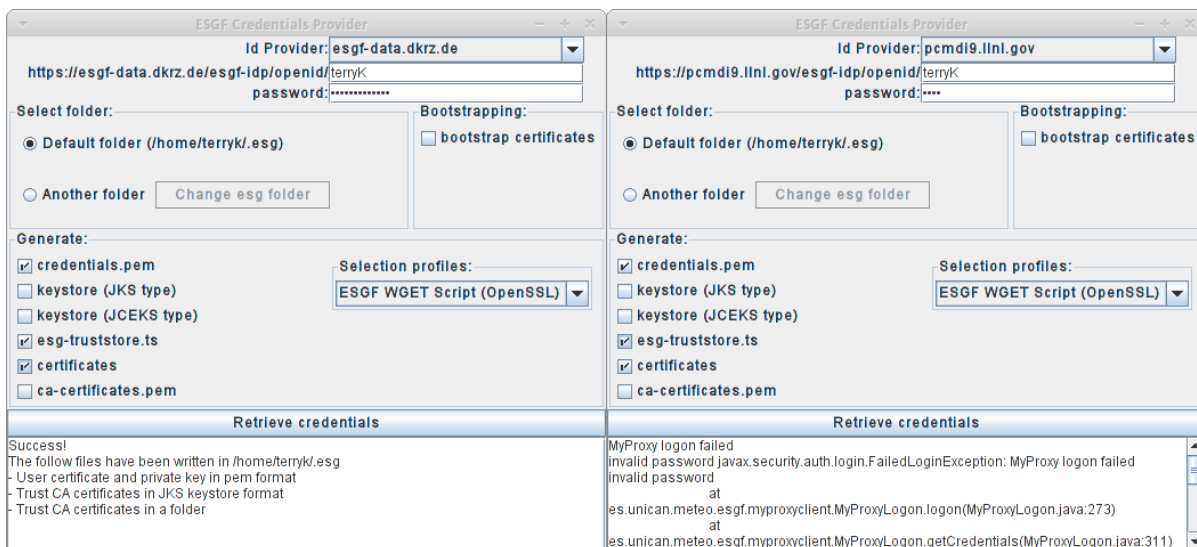 ESGF Credentials Provider
Id Provider: esgf-data.dkrz.de
https://esgf-data.dkrz.de/esgf-idp/openid/ terryK
password: •••••••••••••
Select folder:
Bootstrapping:
Default folder (/home/terryk/.esg)
bootstrap certificates
Another folder Change esg folder
Generate:
credentials.pem
Selection profiles:
keystore (JKS type)
ESGF WGET Script (OpenSSL)
keystore (JCEKS type)
esg-truststore.ts
certificates
ca-certificates.pem
Retrieve credentials
Success!
The follow files have been written in /home/terryk/.esg
- User certificate and private key in pem format
- Trust CA certificates in JKS keystore format
- Trust CA certificates in a folder
ESGF Credentials Provider
Id Provider: pcmdi9.llnl.gov
https://pcmdi9.llnl.gov/esgf-idp/openid/ terryK
password: ••••
Select folder:
Bootstrapping:
Default folder (/home/terryk/.esg)
bootstrap certificates
Another folder Change esg folder
Generate:
credentials.pem
Selection profiles:
keystore (JKS type)
ESGF WGET Script (OpenSSL)
keystore (JCEKS type)
esg-truststore.ts
certificates
ca-certificates.pem
Retrieve credentials
MyProxy logon failed
invalid password javax.security.auth.login.FailedLoginException: MyProxy logon failed
invalid password
at
es.unican.meteo.esgf.myproxyclient.MyProxyLogon.logon(MyProxyLogon.java:273)
at
es.unican.meteo.esgf.myproxyclient.MyProxyLogon.getCredentials(MyProxyLogon.java:311)